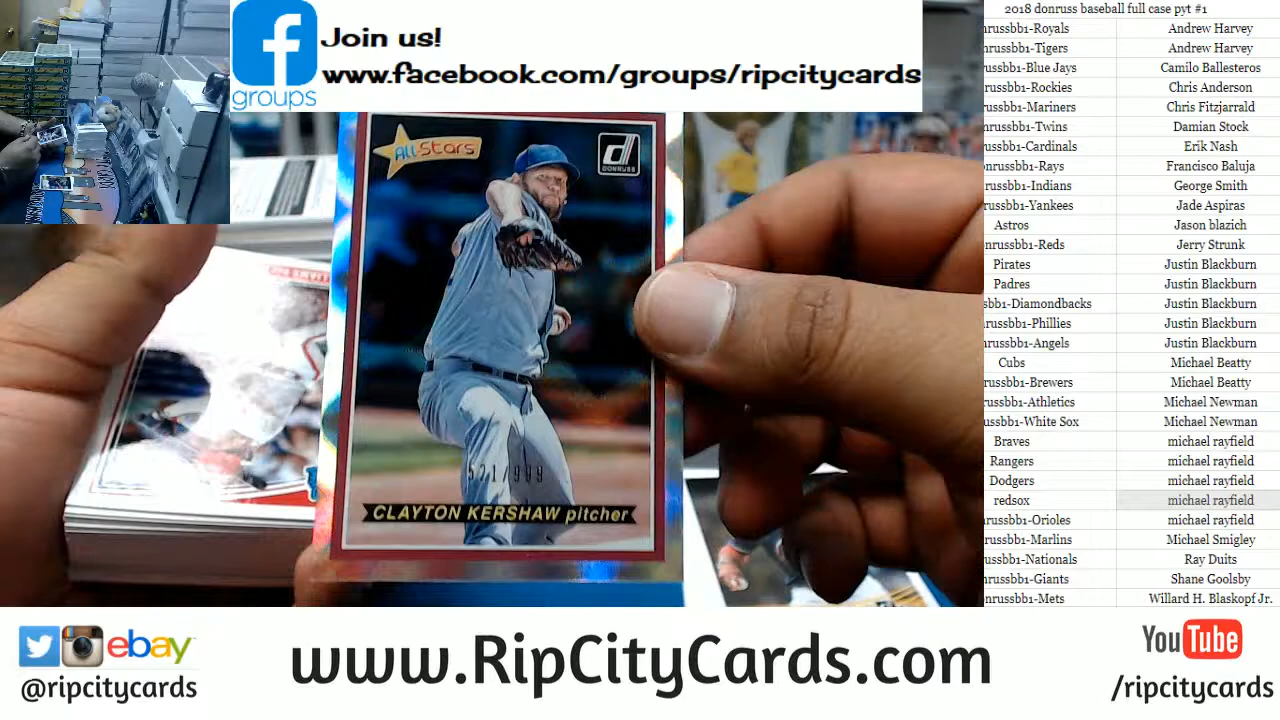 Join us!
www.facebook.com/groups/ripcitycards
groups
All Stars
DONRUSS
521/999
CLAYTON KERSHAW pitcher
2018 donruss baseball full case pyt #1
nrussbb1-Royals Andrew Harvey
nrussbb1-Tigers Andrew Harvey
russbb1-Blue Jays Camilo Ballesteros
russbb1-Rockies Chris Anderson
russbb1-Mariners Chris Fitzjarrald
nrussbb1-Twins Damian Stock
russbb1-Cardinals Erik Nash
onrussbb1-Rays Francisco Baluja
nrussbb1-Indians George Smith
russbb1-Yankees Jade Aspiras
Astros Jason blazich
onrussbb1-Reds Jerry Strunk
Pirates Justin Blackburn
Padres Justin Blackburn
sbb1-Diamondbacks Justin Blackburn
nrussbb1-Phillies Justin Blackburn
nrussbb1-Angels Justin Blackburn
Cubs Michael Beatty
russbb1-Brewers Michael Beatty
russbb1-Athletics Michael Newman
russbb1-White Sox Michael Newman
Braves michael rayfield
Rangers michael rayfield
Dodgers michael rayfield
redsox michael rayfield
nrussbb1-Orioles michael rayfield
russbb1-Marlins Michael Smigley
ussbb1-Nationals Ray Duits
nrussbb1-Giants Shane Goolsby
onrussbb1-Mets Willard H. Blaskopf Jr.
ebay
@ripcitycards
www.RipCityCards.com
YouTube
/ripcitycards